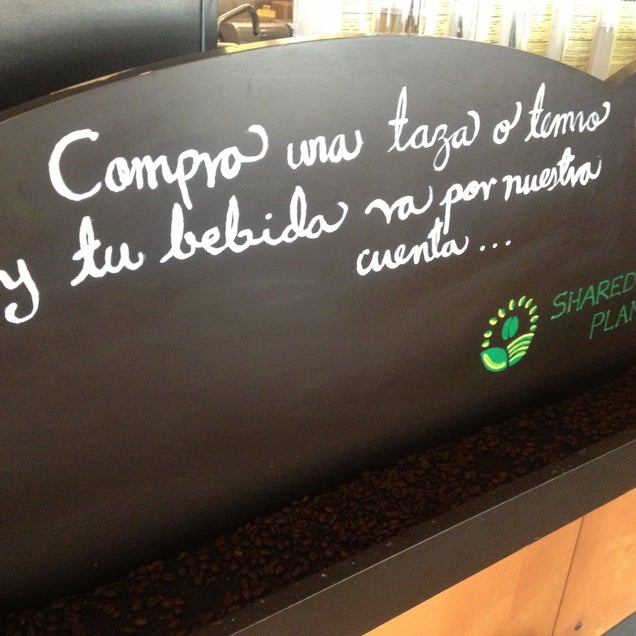 Compra una taza o termo
y tu bebida va por nuestra
cuenta...
SHARED
PLAN